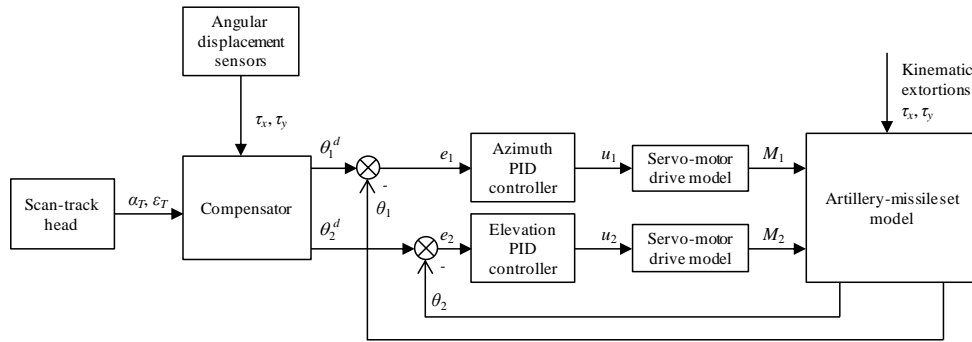 Angular
displacement
sensors
Kinematic
extortions
τx, τy
τx, τy
θ1^d
e1
Azimuth
PID
controller
u1
Servo-motor
drive model
M1
Scan-track
head
αT, εT
Compensator
-
θ1
Artillery-missile set
model
θ2^d
e2
Elevation
PID
controller
u2
Servo-motor
drive model
M2
-
θ2